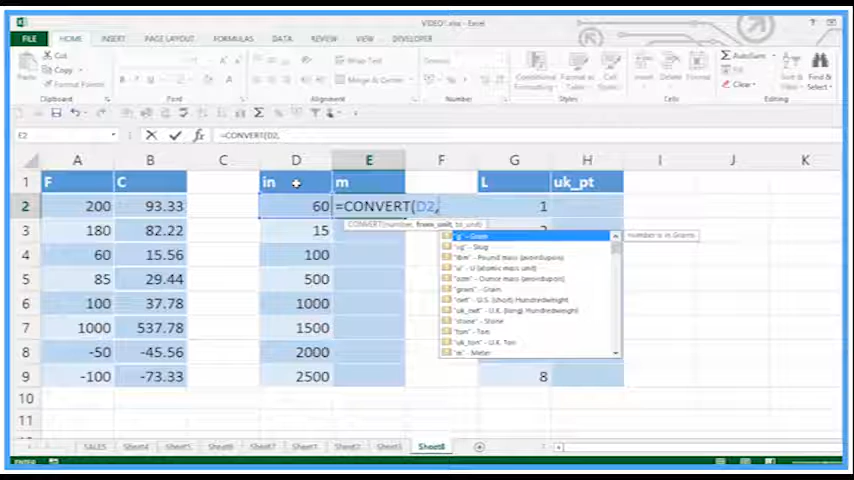 VIDEO1.xlsx - Excel
FILE HOME INSERT PAGE LAYOUT FORMULAS DATA REVIEW VIEW DEVELOPER
Cut
Copy
Format Painter
Paste
Wrap Text
Merge & Center
General
Conditional Formatting
Format as Table
Cell Styles
Insert
Delete
Format
AutoSum
Fill
Clear
Sort & Filter
Find & Select
Clipboard Font Alignment Number Styles Cells Editing
E2 =CONVERT(D2,
A B C D E F G H I J K
1 F C in m L uk_pt
2 200 93.33 60 =CONVERT(D2, 1
CONVERT(number, from_unit, to_unit)
3 180 82.22 15
"g" - Gram number is in Grams
"sg" - Slug
"lbm" - Pound mass (avoirdupois)
4 60 15.56 100
"u" - U (atomic mass unit)
"ozm" - Ounce mass (avoirdupois)
5 85 29.44 500
"grain" - Grain
"cwt" - U.S. (short) Hundredweight
6 100 37.78 1000
"uk_cwt" - U.K. (long) Hundredweight
"stone" - Stone
7 1000 537.78 1500
"ton" - Ton
"uk_ton" - U.K. Ton
8 -50 -45.56 2000
"m" - Meter
9 -100 -73.33 2500 8
10
11
SALES Sheet4 Sheet5 Sheet6 Sheet7 Sheet1 Sheet2 Sheet3 Sheet8
ENTER